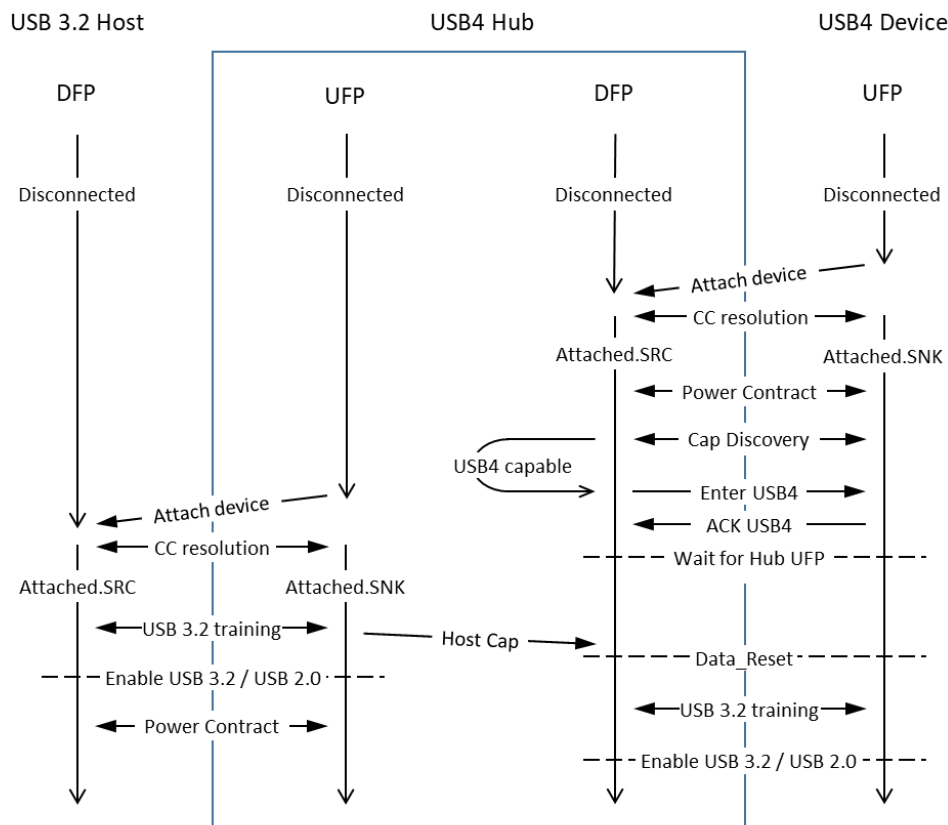 USB 3.2 Host
USB4 Hub
USB4 Device
DFP
UFP
DFP
UFP
Disconnected
Disconnected
Disconnected
Disconnected
Attach device
CC resolution
Attached.SRC
Attached.SNK
Power Contract
Cap Discovery
USB4 capable
Enter USB4
Attach device
ACK USB4
CC resolution
Wait for Hub UFP
Attached.SRC
Attached.SNK
USB 3.2 training
Host Cap
Data_Reset
Enable USB 3.2 / USB 2.0
USB 3.2 training
Power Contract
Enable USB 3.2 / USB 2.0